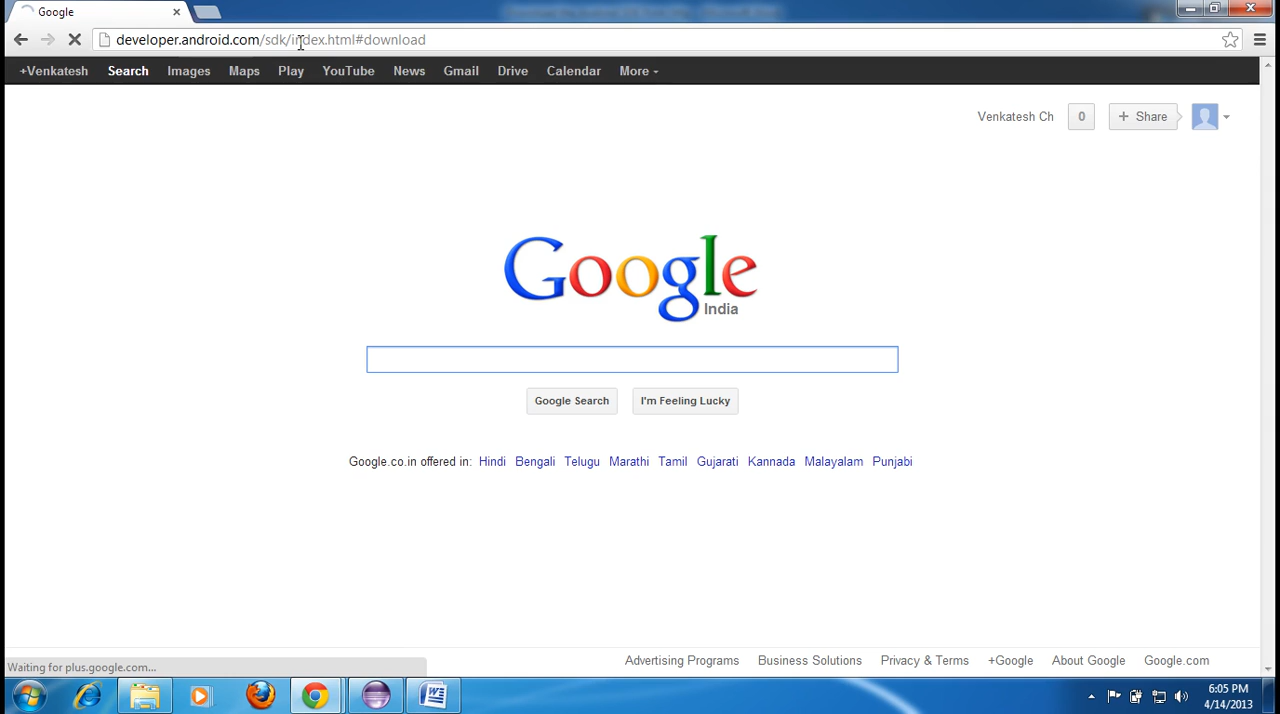 Google
developer.android.com/sdk/index.html#download
+Venkatesh Search Images Maps Play YouTube News Gmail Drive Calendar More
Venkatesh Ch 0 + Share
Google
India
Google Search I'm Feeling Lucky
Google.co.in offered in: Hindi Bengali Telugu Marathi Tamil Gujarati Kannada Malayalam Punjabi
Waiting for plus.google.com...
Advertising Programs Business Solutions Privacy & Terms +Google About Google Google.com
6:05 PM
4/14/2013